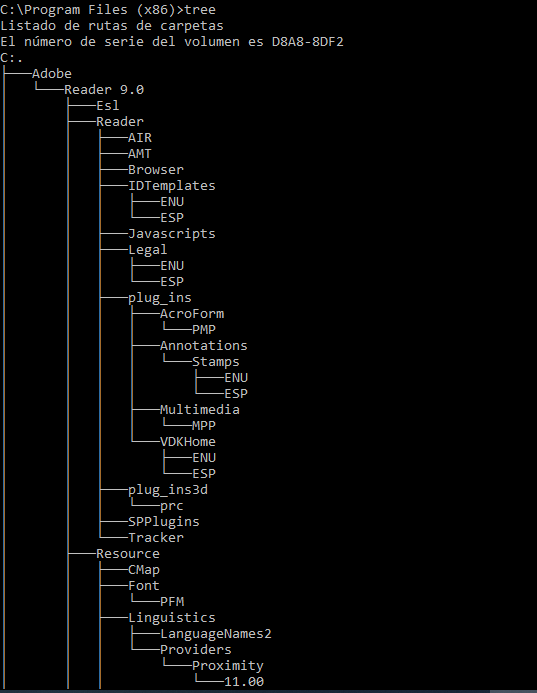 C:\Program Files (x86)>tree
Listado de rutas de carpetas
El número de serie del volumen es D8A8-8DF2
C:.
├───Adobe
│   └───Reader 9.0
│       ├───Esl
│       ├───Reader
│       │   ├───AIR
│       │   ├───AMT
│       │   ├───Browser
│       │   ├───IDTemplates
│       │   │   ├───ENU
│       │   │   └───ESP
│       │   ├───Javascripts
│       │   ├───Legal
│       │   │   ├───ENU
│       │   │   └───ESP
│       │   ├───plug_ins
│       │   │   ├───AcroForm
│       │   │   │   └───PMP
│       │   │   ├───Annotations
│       │   │   │   └───Stamps
│       │   │   │       ├───ENU
│       │   │   │       └───ESP
│       │   │   ├───Multimedia
│       │   │   │   └───MPP
│       │   │   └───VDKHome
│       │   │       ├───ENU
│       │   │       └───ESP
│       │   ├───plug_ins3d
│       │   │   └───prc
│       │   ├───SPPlugins
│       │   └───Tracker
│       ├───Resource
│       │   ├───CMap
│       │   ├───Font
│       │   │   └───PFM
│       │   ├───Linguistics
│       │   │   ├───LanguageNames2
│       │   │   └───Providers
│       │   │       └───Proximity
│       │   │           └───11.00